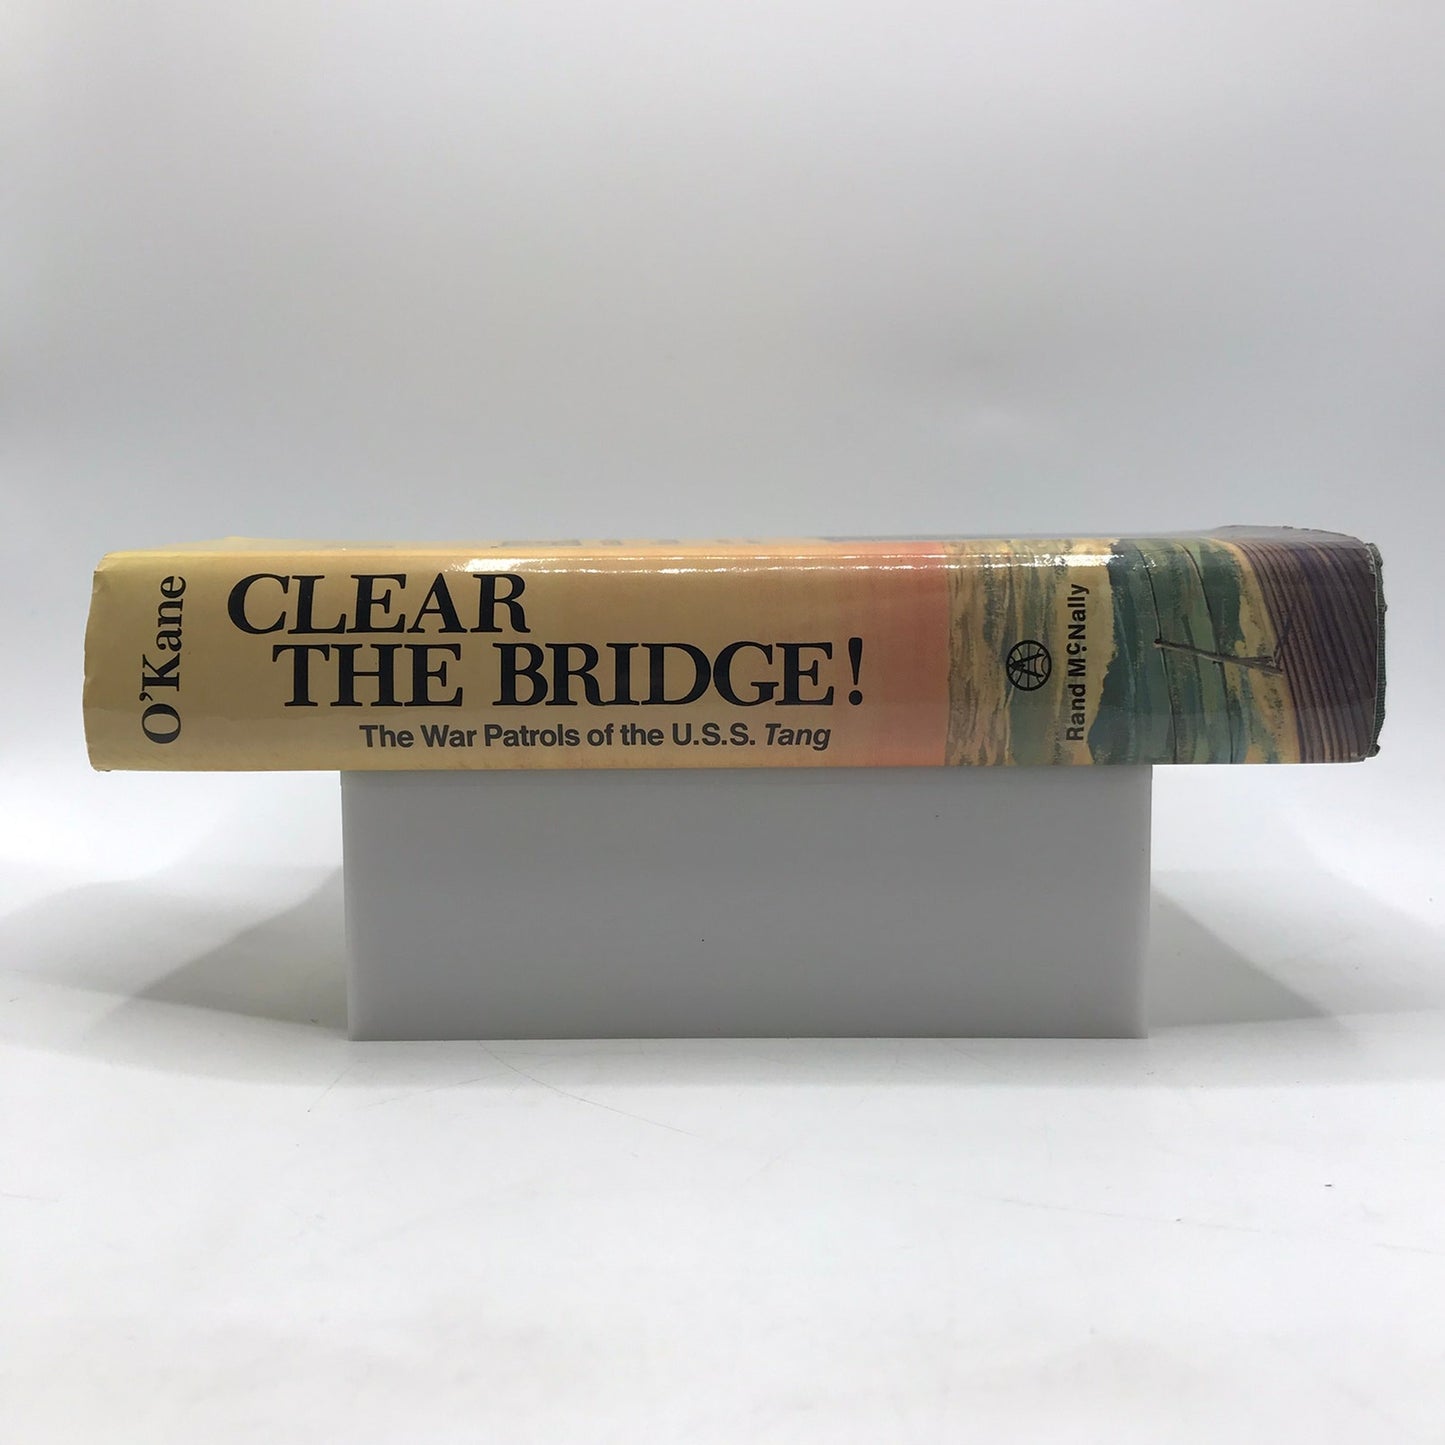 O'Kane
CLEAR
THE BRIDGE!
The War Patrols of the U.S.S. Tang
Rand McNally